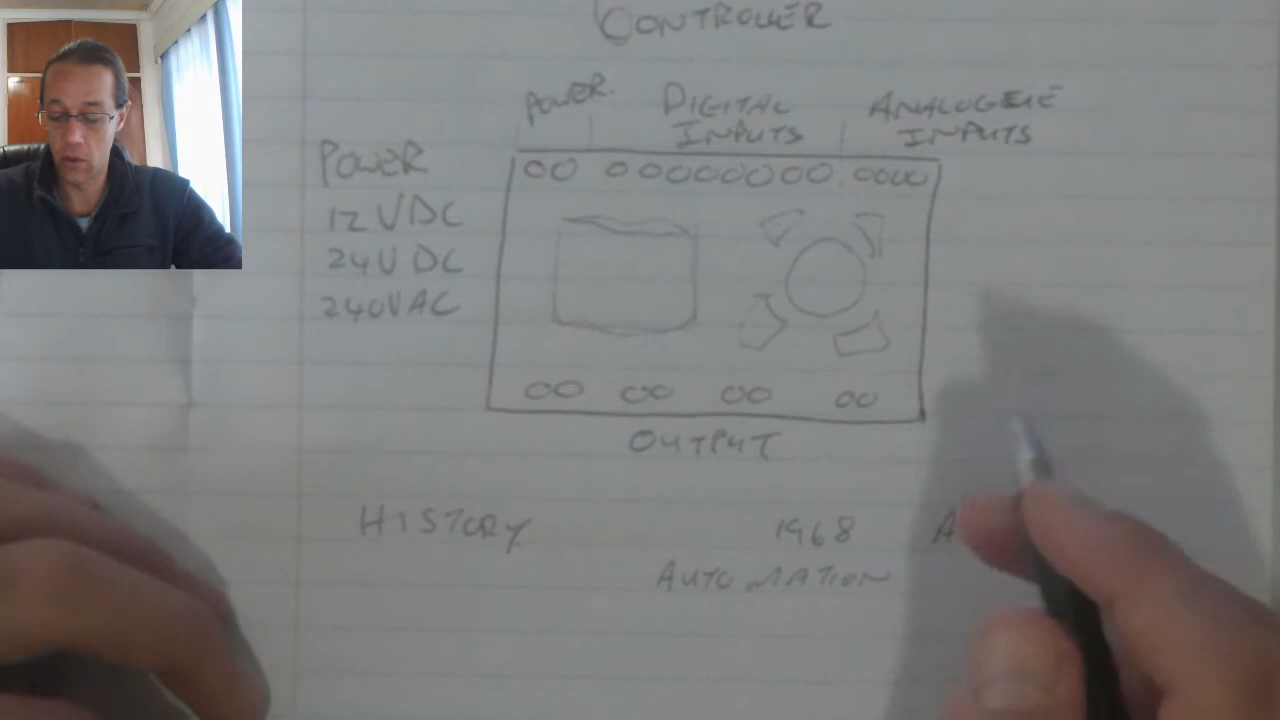 CONTROLLER
POWER. DIGITAL INPUTS ANALOGUE INPUTS
POWER
12VDC
24VDC
240VAC
OUTPUT
HISTORY 1968 A
AUTOMATION